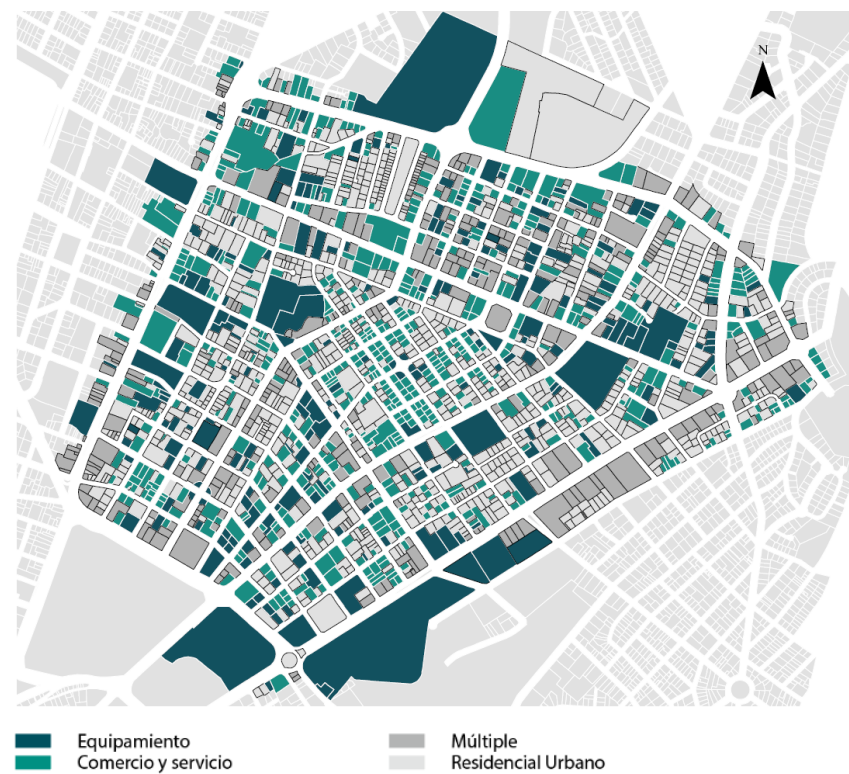 N
Equipamiento
Múltiple
Comercio y servicio
Residencial Urbano